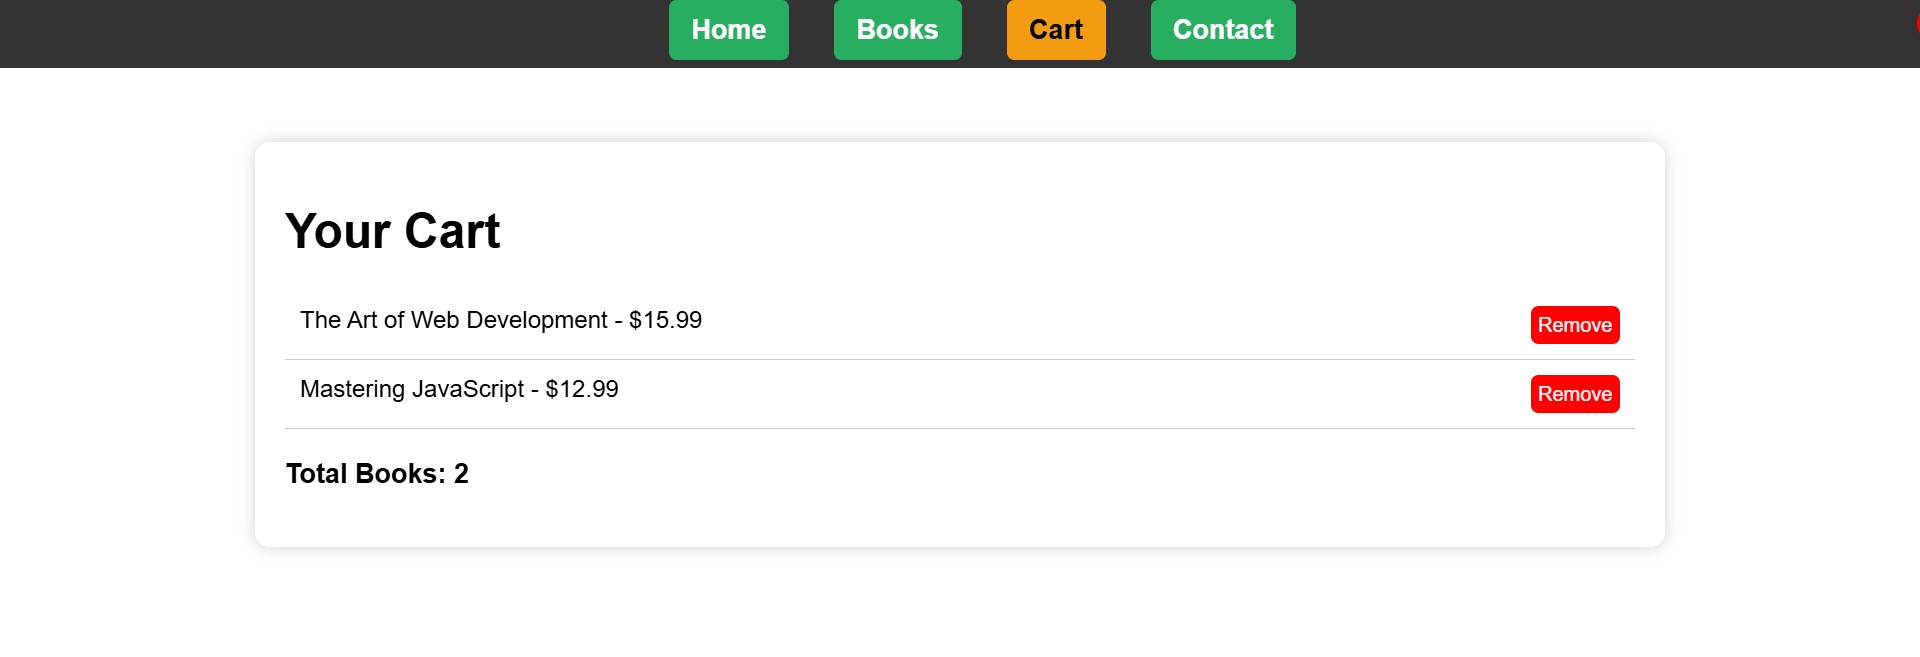 Home Books Cart Contact
Your Cart
The Art of Web Development - $15.99 Remove
Mastering JavaScript - $12.99 Remove
Total Books: 2